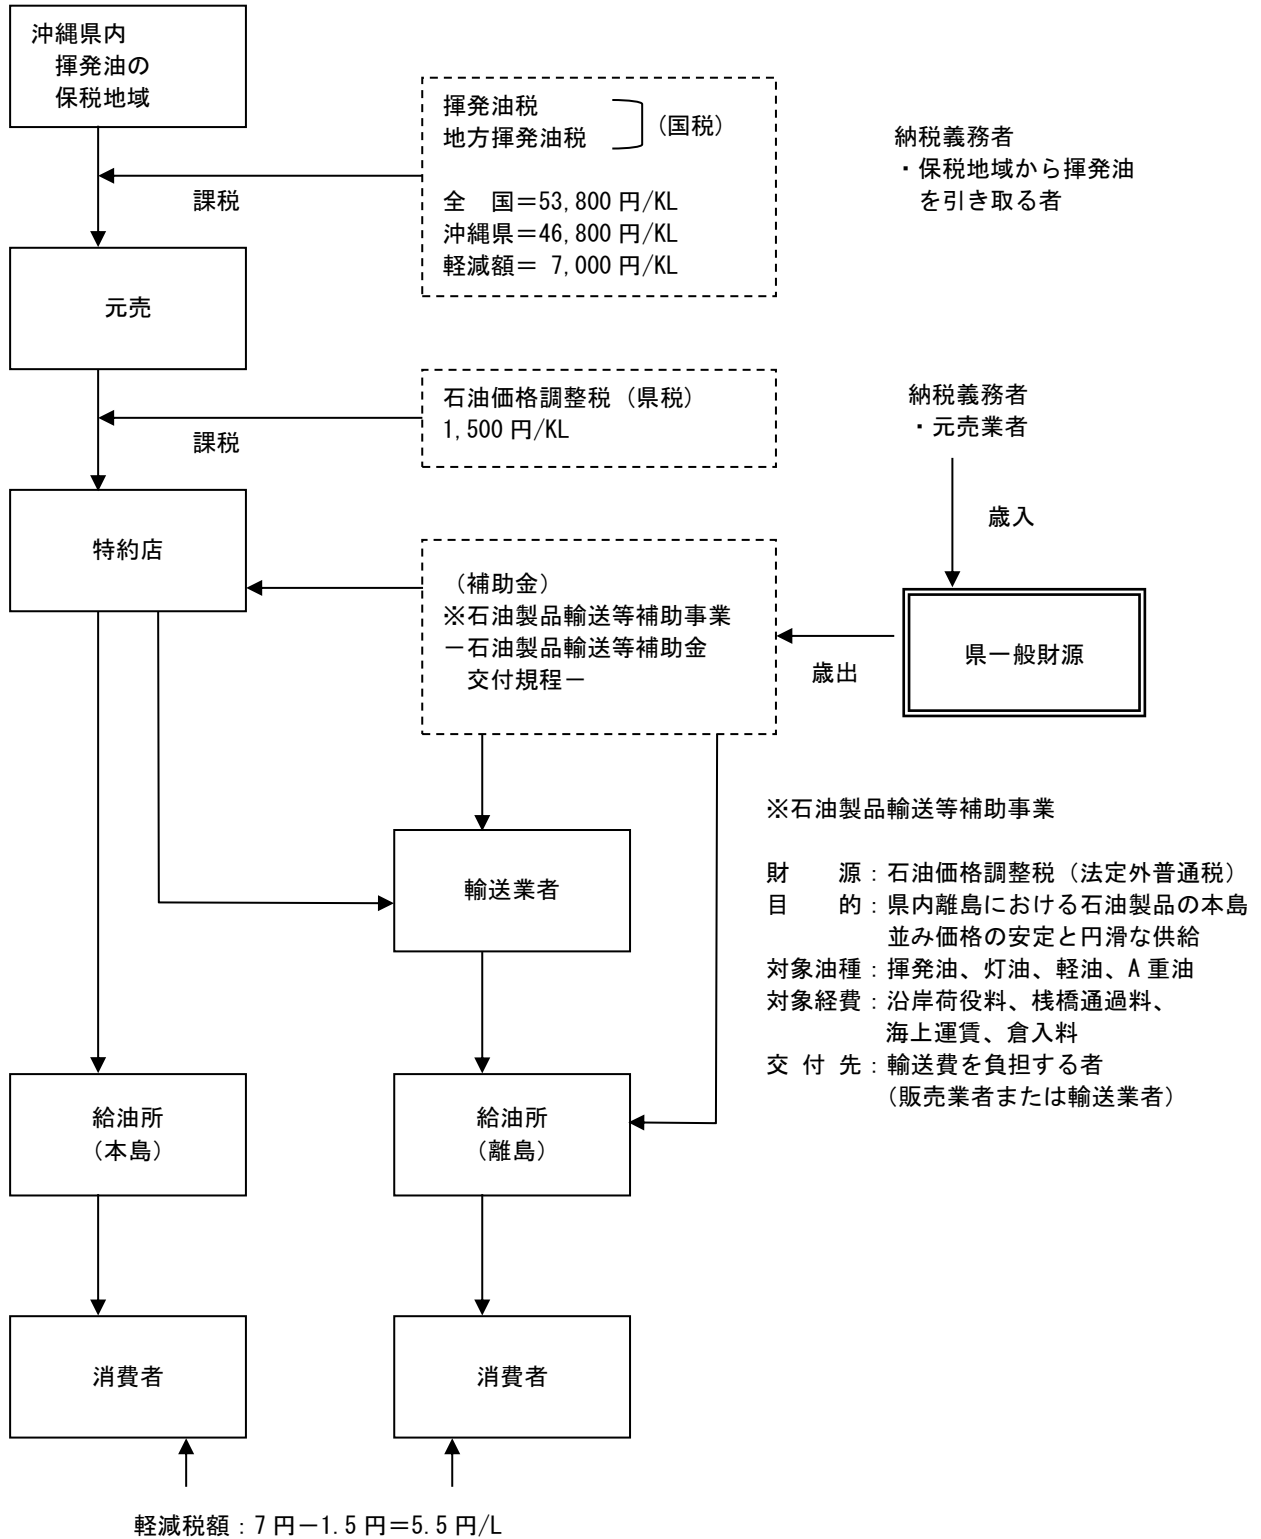 沖縄県内
揮発油の
保税地域
揮発油税
地方揮発油税
(国税)
全　国＝53,800円/KL
沖縄県＝46,800円/KL
軽減額＝ 7,000円/KL
納税義務者
・保税地域から揮発油
を引き取る者
課税
元売
石油価格調整税（県税）
1,500円/KL
納税義務者
・元売業者
課税
歳入
特約店
（補助金）
※石油製品輸送等補助事業
－石油製品輸送等補助金
交付規程－
歳出
県一般財源
※石油製品輸送等補助事業
財　　源：石油価格調整税（法定外普通税）
目　　的：県内離島における石油製品の本島
並み価格の安定と円滑な供給
対象油種：揮発油、灯油、軽油、A重油
対象経費：沿岸荷役料、桟橋通過料、
海上運賃、倉入料
交 付 先：輸送費を負担する者
（販売業者または輸送業者）
輸送業者
給油所
（本島）
給油所
（離島）
消費者
消費者
軽減税額：7円－1.5円＝5.5円/L